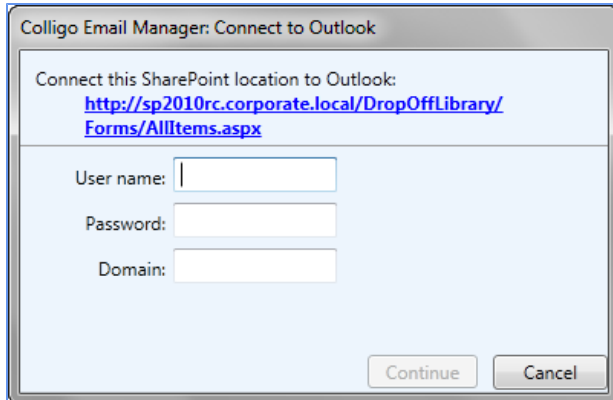 Colligo Email Manager: Connect to Outlook
Connect this SharePoint location to Outlook:
http://sp2010rc.corporate.local/DropOffLibrary/
Forms/AllItems.aspx
User name:
Password:
Domain:
Continue Cancel